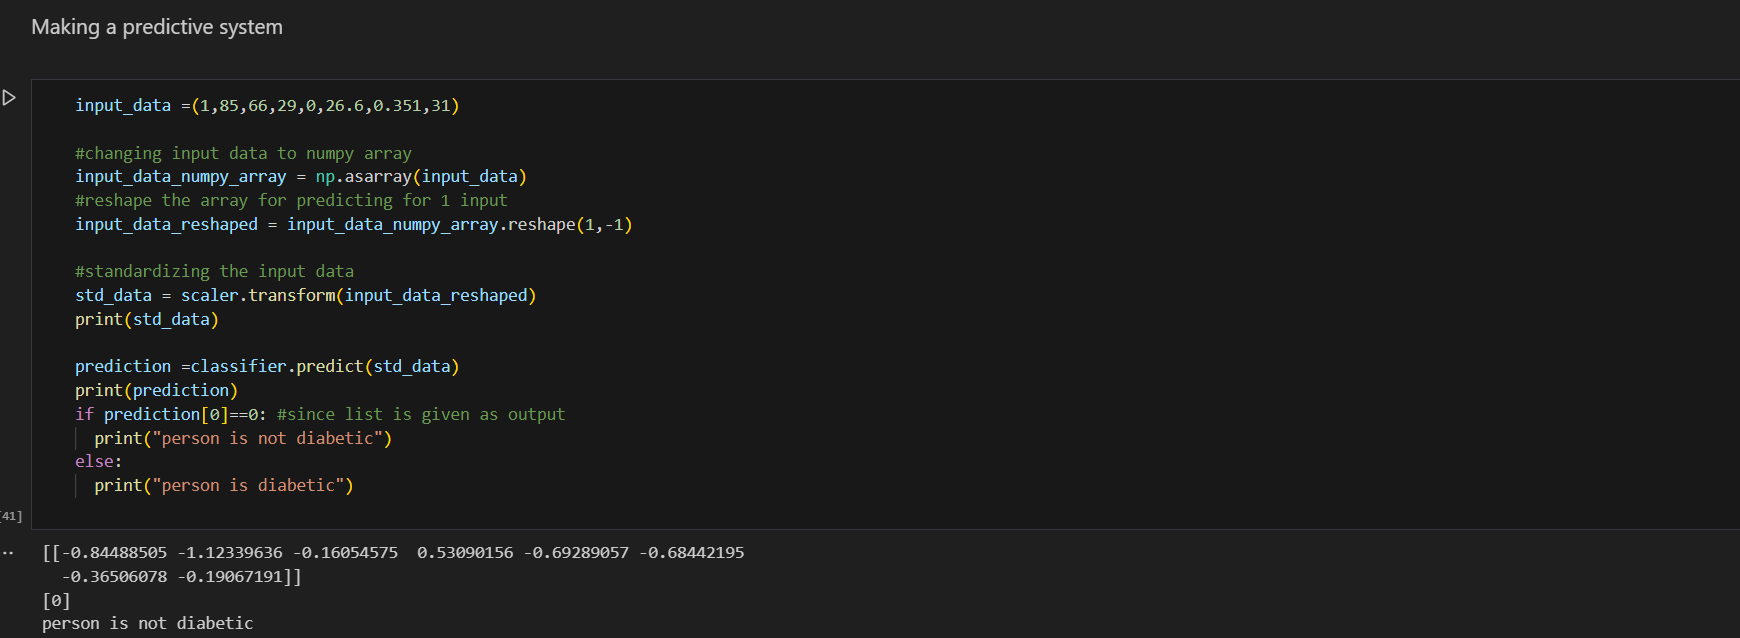 Making a predictive system
input_data =(1,85,66,29,0,26.6,0.351,31)
#changing input data to numpy array
input_data_numpy_array = np.asarray(input_data)
#reshape the array for predicting for 1 input
input_data_reshaped = input_data_numpy_array.reshape(1,-1)
#standardizing the input data
std_data = scaler.transform(input_data_reshaped)
print(std_data)
prediction =classifier.predict(std_data)
print(prediction)
if prediction[0]==0: #since list is given as output
print("person is not diabetic")
else:
print("person is diabetic")
[41]
[[-0.84488505 -1.12339636 -0.16054575  0.53090156 -0.69289057 -0.68442195
-0.36506078 -0.19067191]]
[0]
person is not diabetic